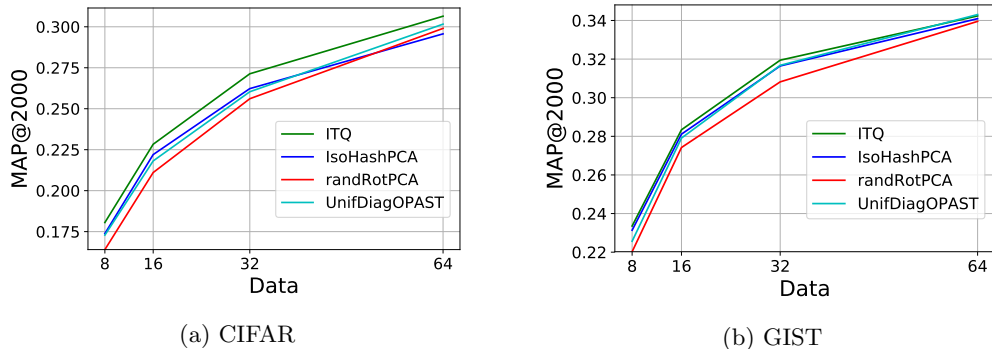 0.300
0.275
0.250
0.225
0.200
0.175
MAP@2000
ITQ
IsoHashPCA
randRotPCA
UnifDiagOPAST
8 16 32 64
Data
(a) CIFAR
0.34
0.32
0.30
0.28
0.26
0.24
0.22
MAP@2000
ITQ
IsoHashPCA
randRotPCA
UnifDiagOPAST
8 16 32 64
Data
(b) GIST